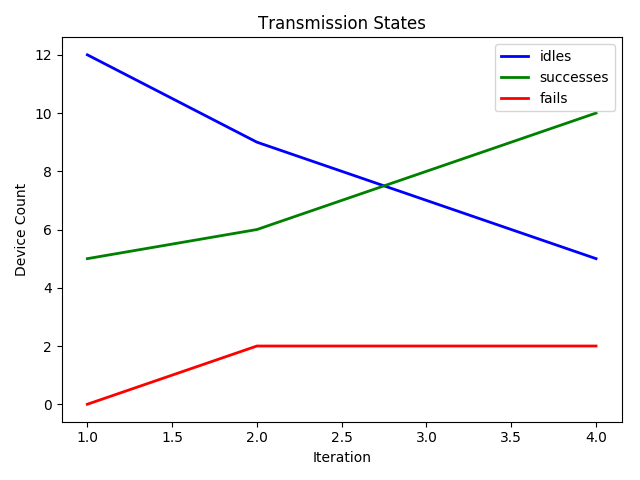 Transmission States
idles
successes
fails
Device Count
12
10
8
6
4
2
0
1.0 1.5 2.0 2.5 3.0 3.5 4.0
Iteration